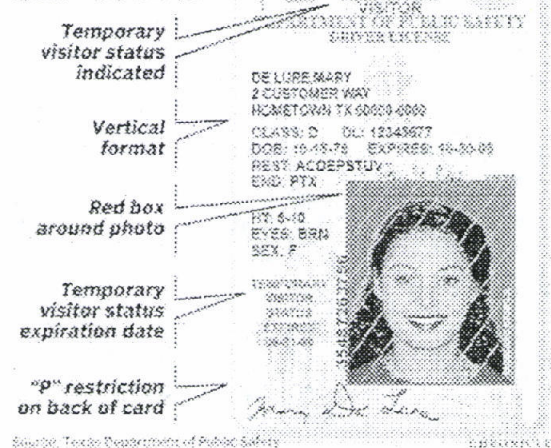 Temporary
visitor status
indicated
Vertical
format
Red box
around photo
Temporary
visitor status
expiration date
"P" restriction
on back of card
VISITOR
DEPARTMENT OF PUBLIC SAFETY
DRIVER LICENSE
DE LURE, MARY
2 CUSTOMER WAY
HOMETOWN TX
CLASS: D DL: 12345677
DOB: EXPIRES:
REST: ACDEPSTUV
END: PTX
HT: 5-10
EYES: BRN
SEX: F
TEMPORARY
VISITOR
STATUS
EXPIRES
Source: Texas Department of Public Safety
CHRONICLE